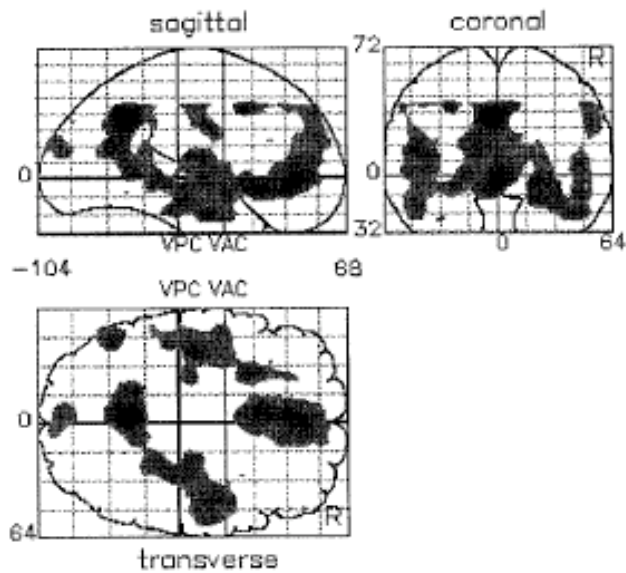 sagittal
coronal
72
R
0
0
VPC VAC
32
-104
68
0
64
VPC VAC
0
R
64
transverse